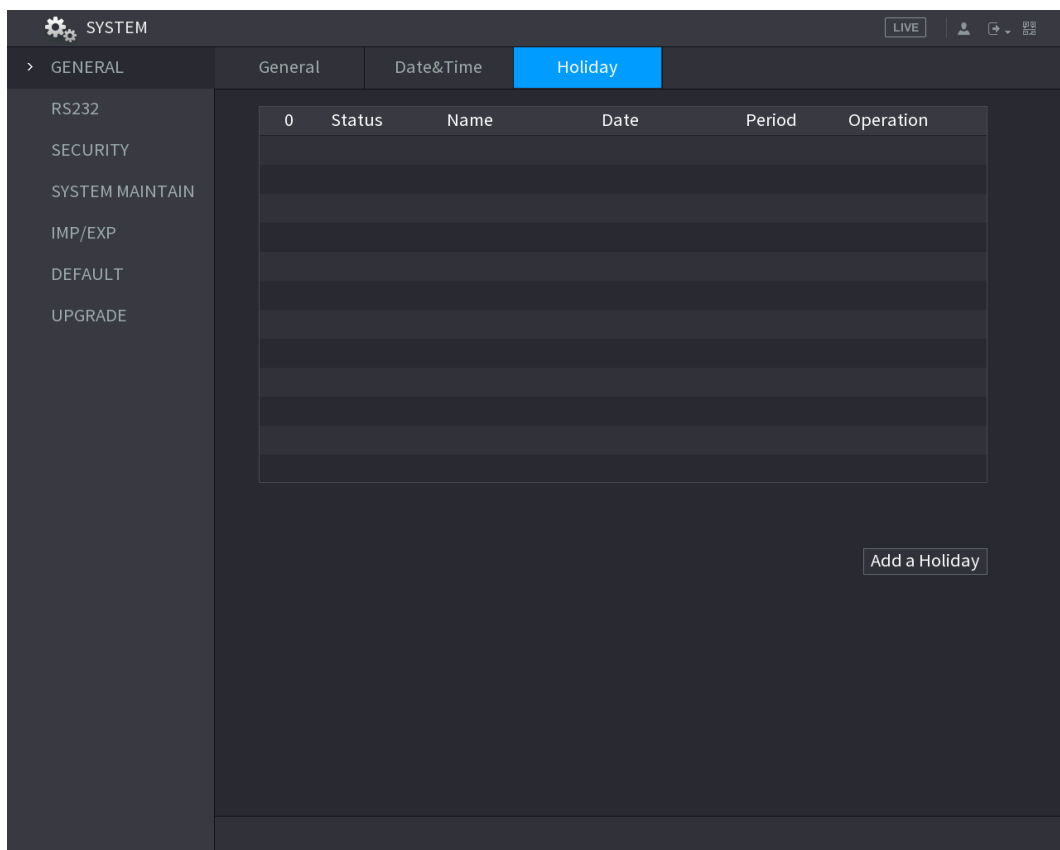 SYSTEM
LIVE
GENERAL
General Date&Time Holiday
RS232
SECURITY
SYSTEM MAINTAIN
IMP/EXP
DEFAULT
UPGRADE
0 Status Name Date Period Operation
Add a Holiday